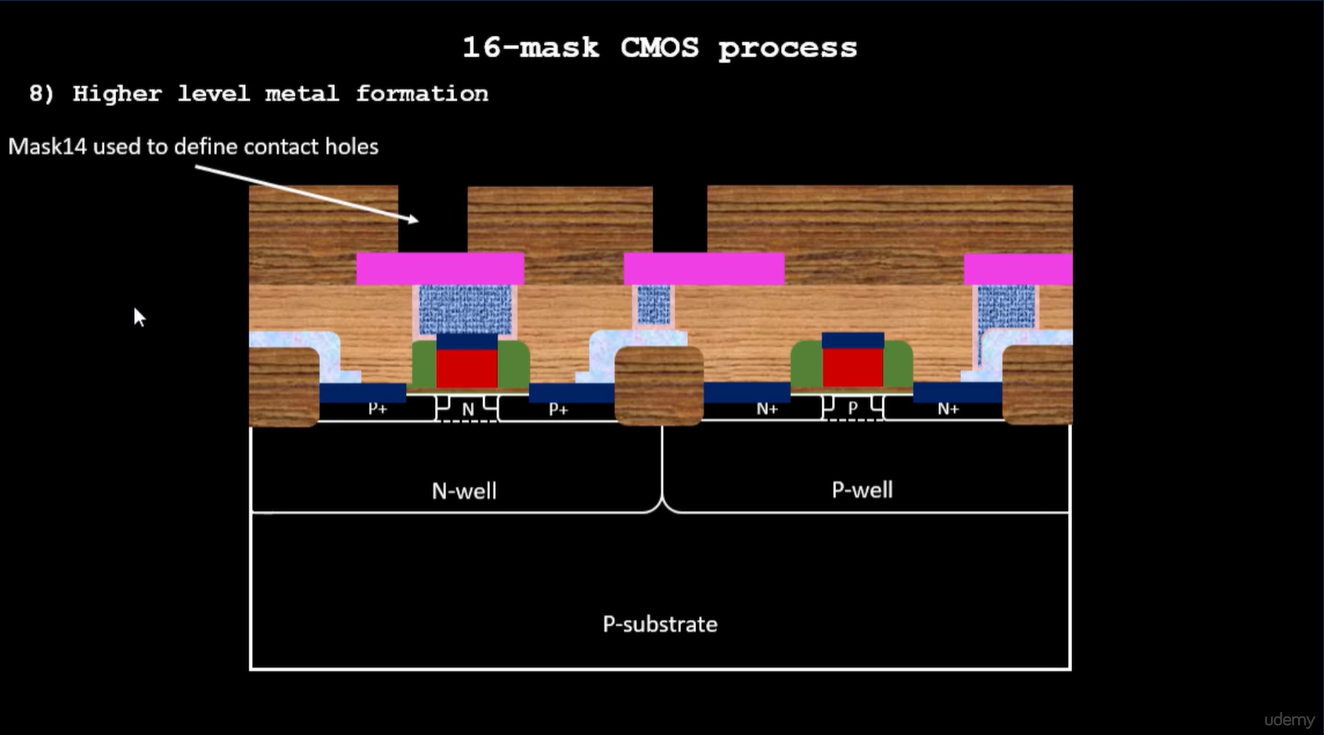 16-mask CMOS process
8) Higher level metal formation
Mask14 used to define contact holes
P+ N P+ N+ P N+
N-well P-well
P-substrate
udemy